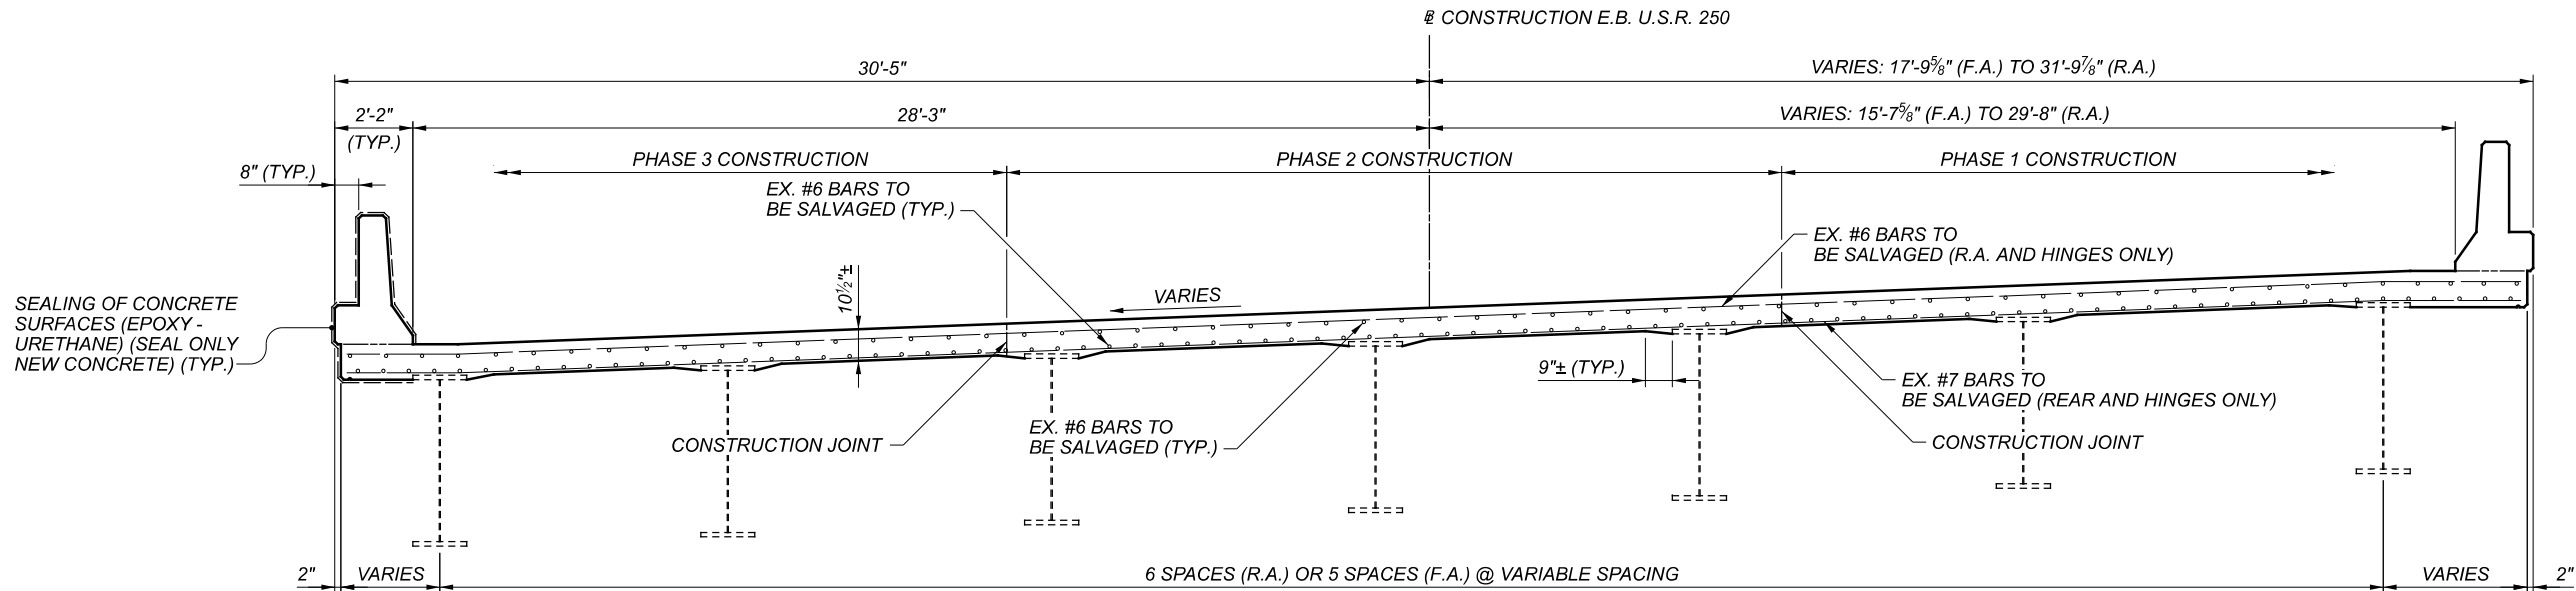 ℄ CONSTRUCTION E.B. U.S.R. 250
30'-5"
VARIES: 17'-9⅝" (F.A.) TO 31'-9⅞" (R.A.)
2'-2"
(TYP.)
28'-3"
VARIES: 15'-7⅝" (F.A.) TO 29'-8" (R.A.)
PHASE 3 CONSTRUCTION
PHASE 2 CONSTRUCTION
PHASE 1 CONSTRUCTION
8" (TYP.)
EX. #6 BARS TO
BE SALVAGED (TYP.)
EX. #6 BARS TO
BE SALVAGED (R.A. AND HINGES ONLY)
10½"±
VARIES
SEALING OF CONCRETE
SURFACES (EPOXY -
URETHANE) (SEAL ONLY
NEW CONCRETE) (TYP.)
9"± (TYP.)
EX. #7 BARS TO
BE SALVAGED (REAR AND HINGES ONLY)
CONSTRUCTION JOINT
EX. #6 BARS TO
BE SALVAGED (TYP.)
CONSTRUCTION JOINT
2"
VARIES
6 SPACES (R.A.) OR 5 SPACES (F.A.) @ VARIABLE SPACING
VARIES
2"